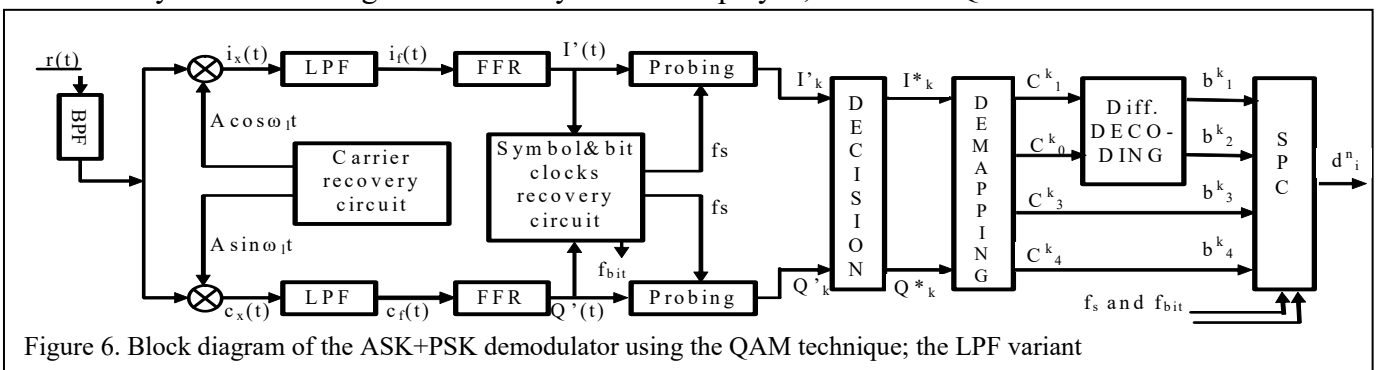 r(t)
BPF
i_x(t)
LPF
i_f(t)
FFR
I'(t)
Probing
I'_k
A cosω_l t
Carrier
recovery
circuit
A sinω_l t
Symbol&bit
clocks
recovery
circuit
fs
fs
f_bit
c_x(t)
LPF
c_f(t)
FFR
Q'(t)
Probing
Q'_k
DECISION
I*_k
Q*_k
DEMAPPING
C^k_1
C^k_0
C^k_3
C^k_4
Diff.
DECO-
DING
b^k_1
b^k_2
b^k_3
b^k_4
SPC
d^n_i
f_s and f_bit
Figure 6. Block diagram of the ASK+PSK demodulator using the QAM technique; the LPF variant